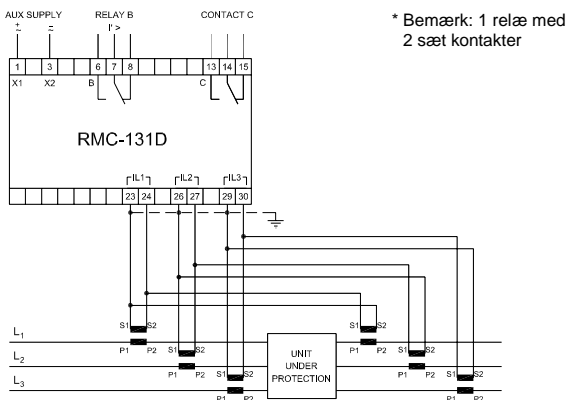 AUX SUPPLY RELAY B CONTACT C
+ − I' >
~ ~
* Bemærk: 1 relæ med
2 sæt kontakter
1 3 6 7 8 13 14 15
X1 X2 B C
RMC-131D
IL1 IL2 IL3
23 24 26 27 29 30
L1 S1 S2 S1 S2
P1 P2 P1 P2
L2 S1 S2 S1 S2
P1 P2 P1 P2
L3 S1 S2 S1 S2
P1 P2 P1 P2
UNIT
UNDER
PROTECTION